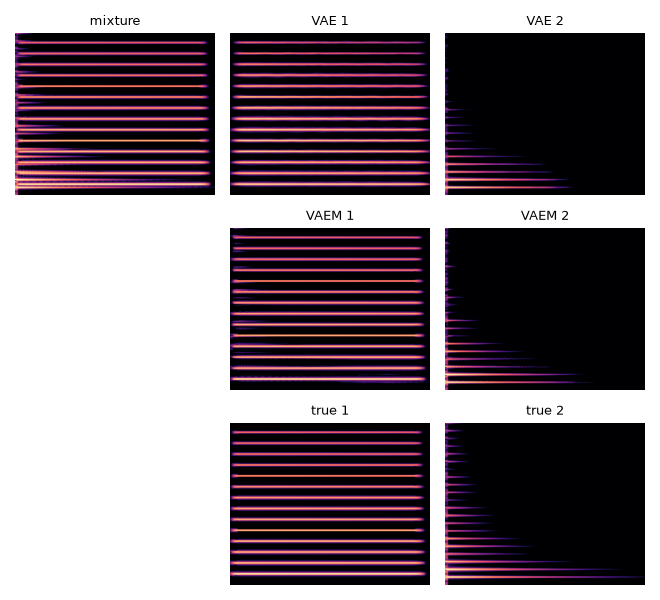 mixture
VAE 1
VAE 2
VAEM 1
VAEM 2
true 1
true 2